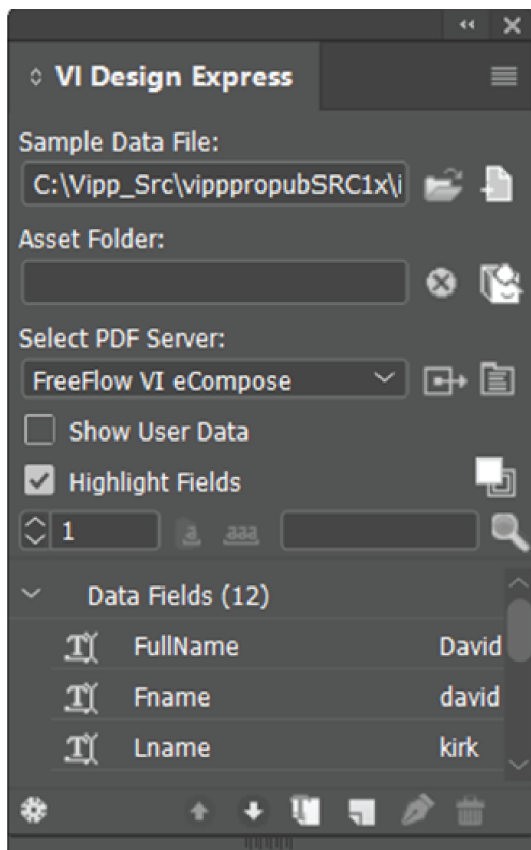 VI Design Express
Sample Data File:
C:\Vipp_Src\vipppropubSRC1x\i
Asset Folder:
Select PDF Server:
FreeFlow VI eCompose
Show User Data
Highlight Fields
1 a aaa
Data Fields (12)
T FullName David
T Fname david
T Lname kirk